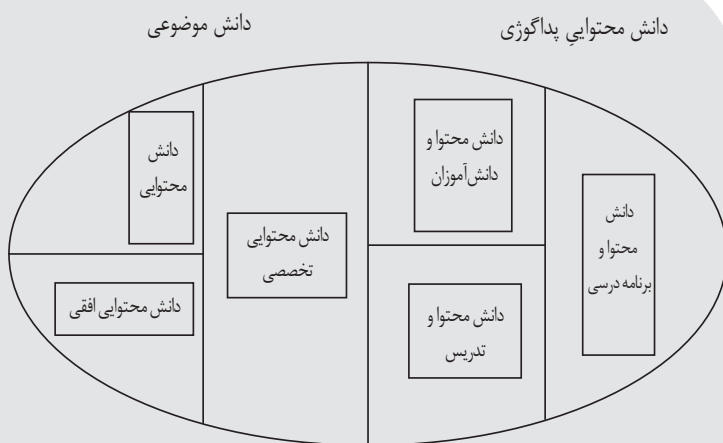 دانش محتوایيِ پداگوژی
دانش موضوعی
دانش
محتوا و
برنامه درسی
دانش محتوا و
دانش‌آموزان
دانش محتوا و
تدریس
دانش محتوایی
تخصصی
دانش
محتوایی
دانش محتوایی افقی